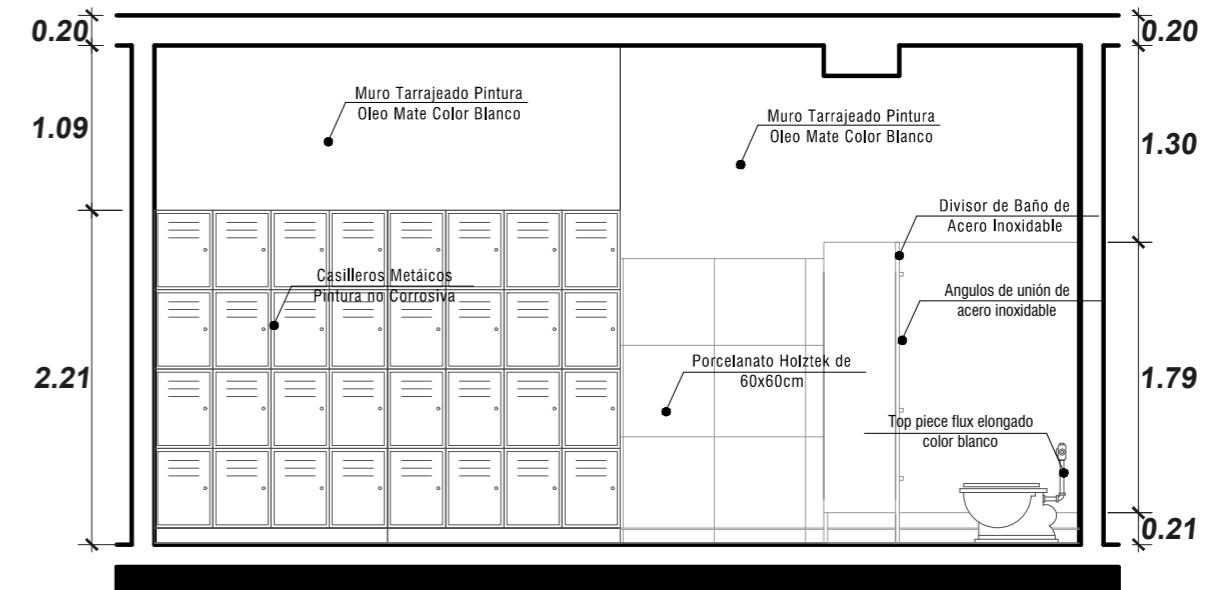 0.20
0.20
Muro Tarrajeado Pintura
Oleo Mate Color Blanco
1.09
Muro Tarrajeado Pintura
Oleo Mate Color Blanco
1.30
Divisor de Baño de
Acero Inoxidable
Casilleros Metáicos
Pintura no Corrosiva
Angulos de unión de
acero inoxidable
2.21
Porcelanato Holztek de
60x60cm
1.79
Top piece flux elongado
color blanco
0.21